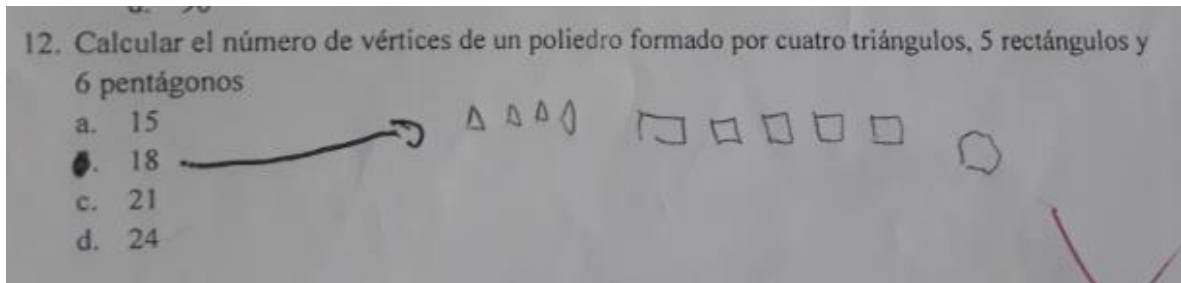 12. Calcular el número de vértices de un poliedro formado por cuatro triángulos, 5 rectángulos y
6 pentágonos
a. 15
. 18
c. 21
d. 24